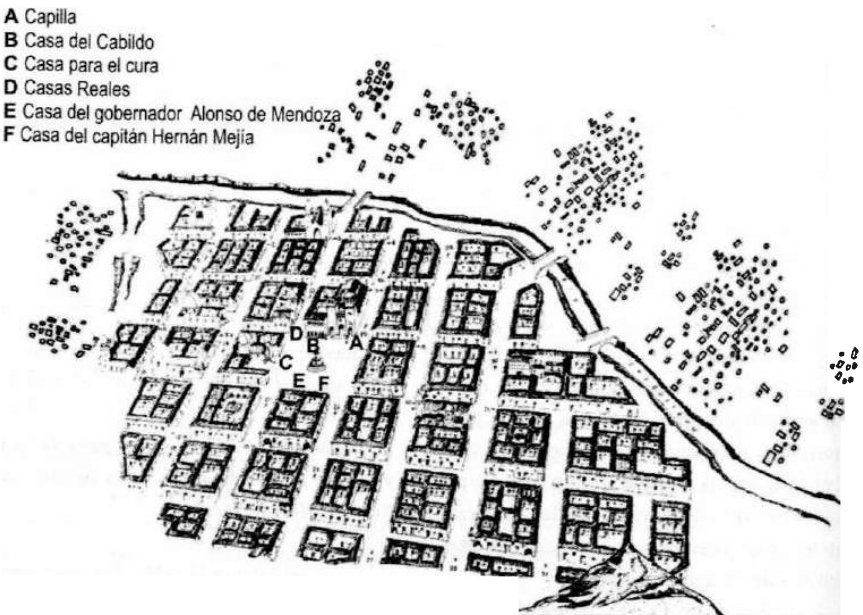 A Capilla
B Casa del Cabildo
C Casa para el cura
D Casas Reales
E Casa del gobernador Alonso de Mendoza
F Casa del capitán Hernán Mejía
D
B
A
C
E F